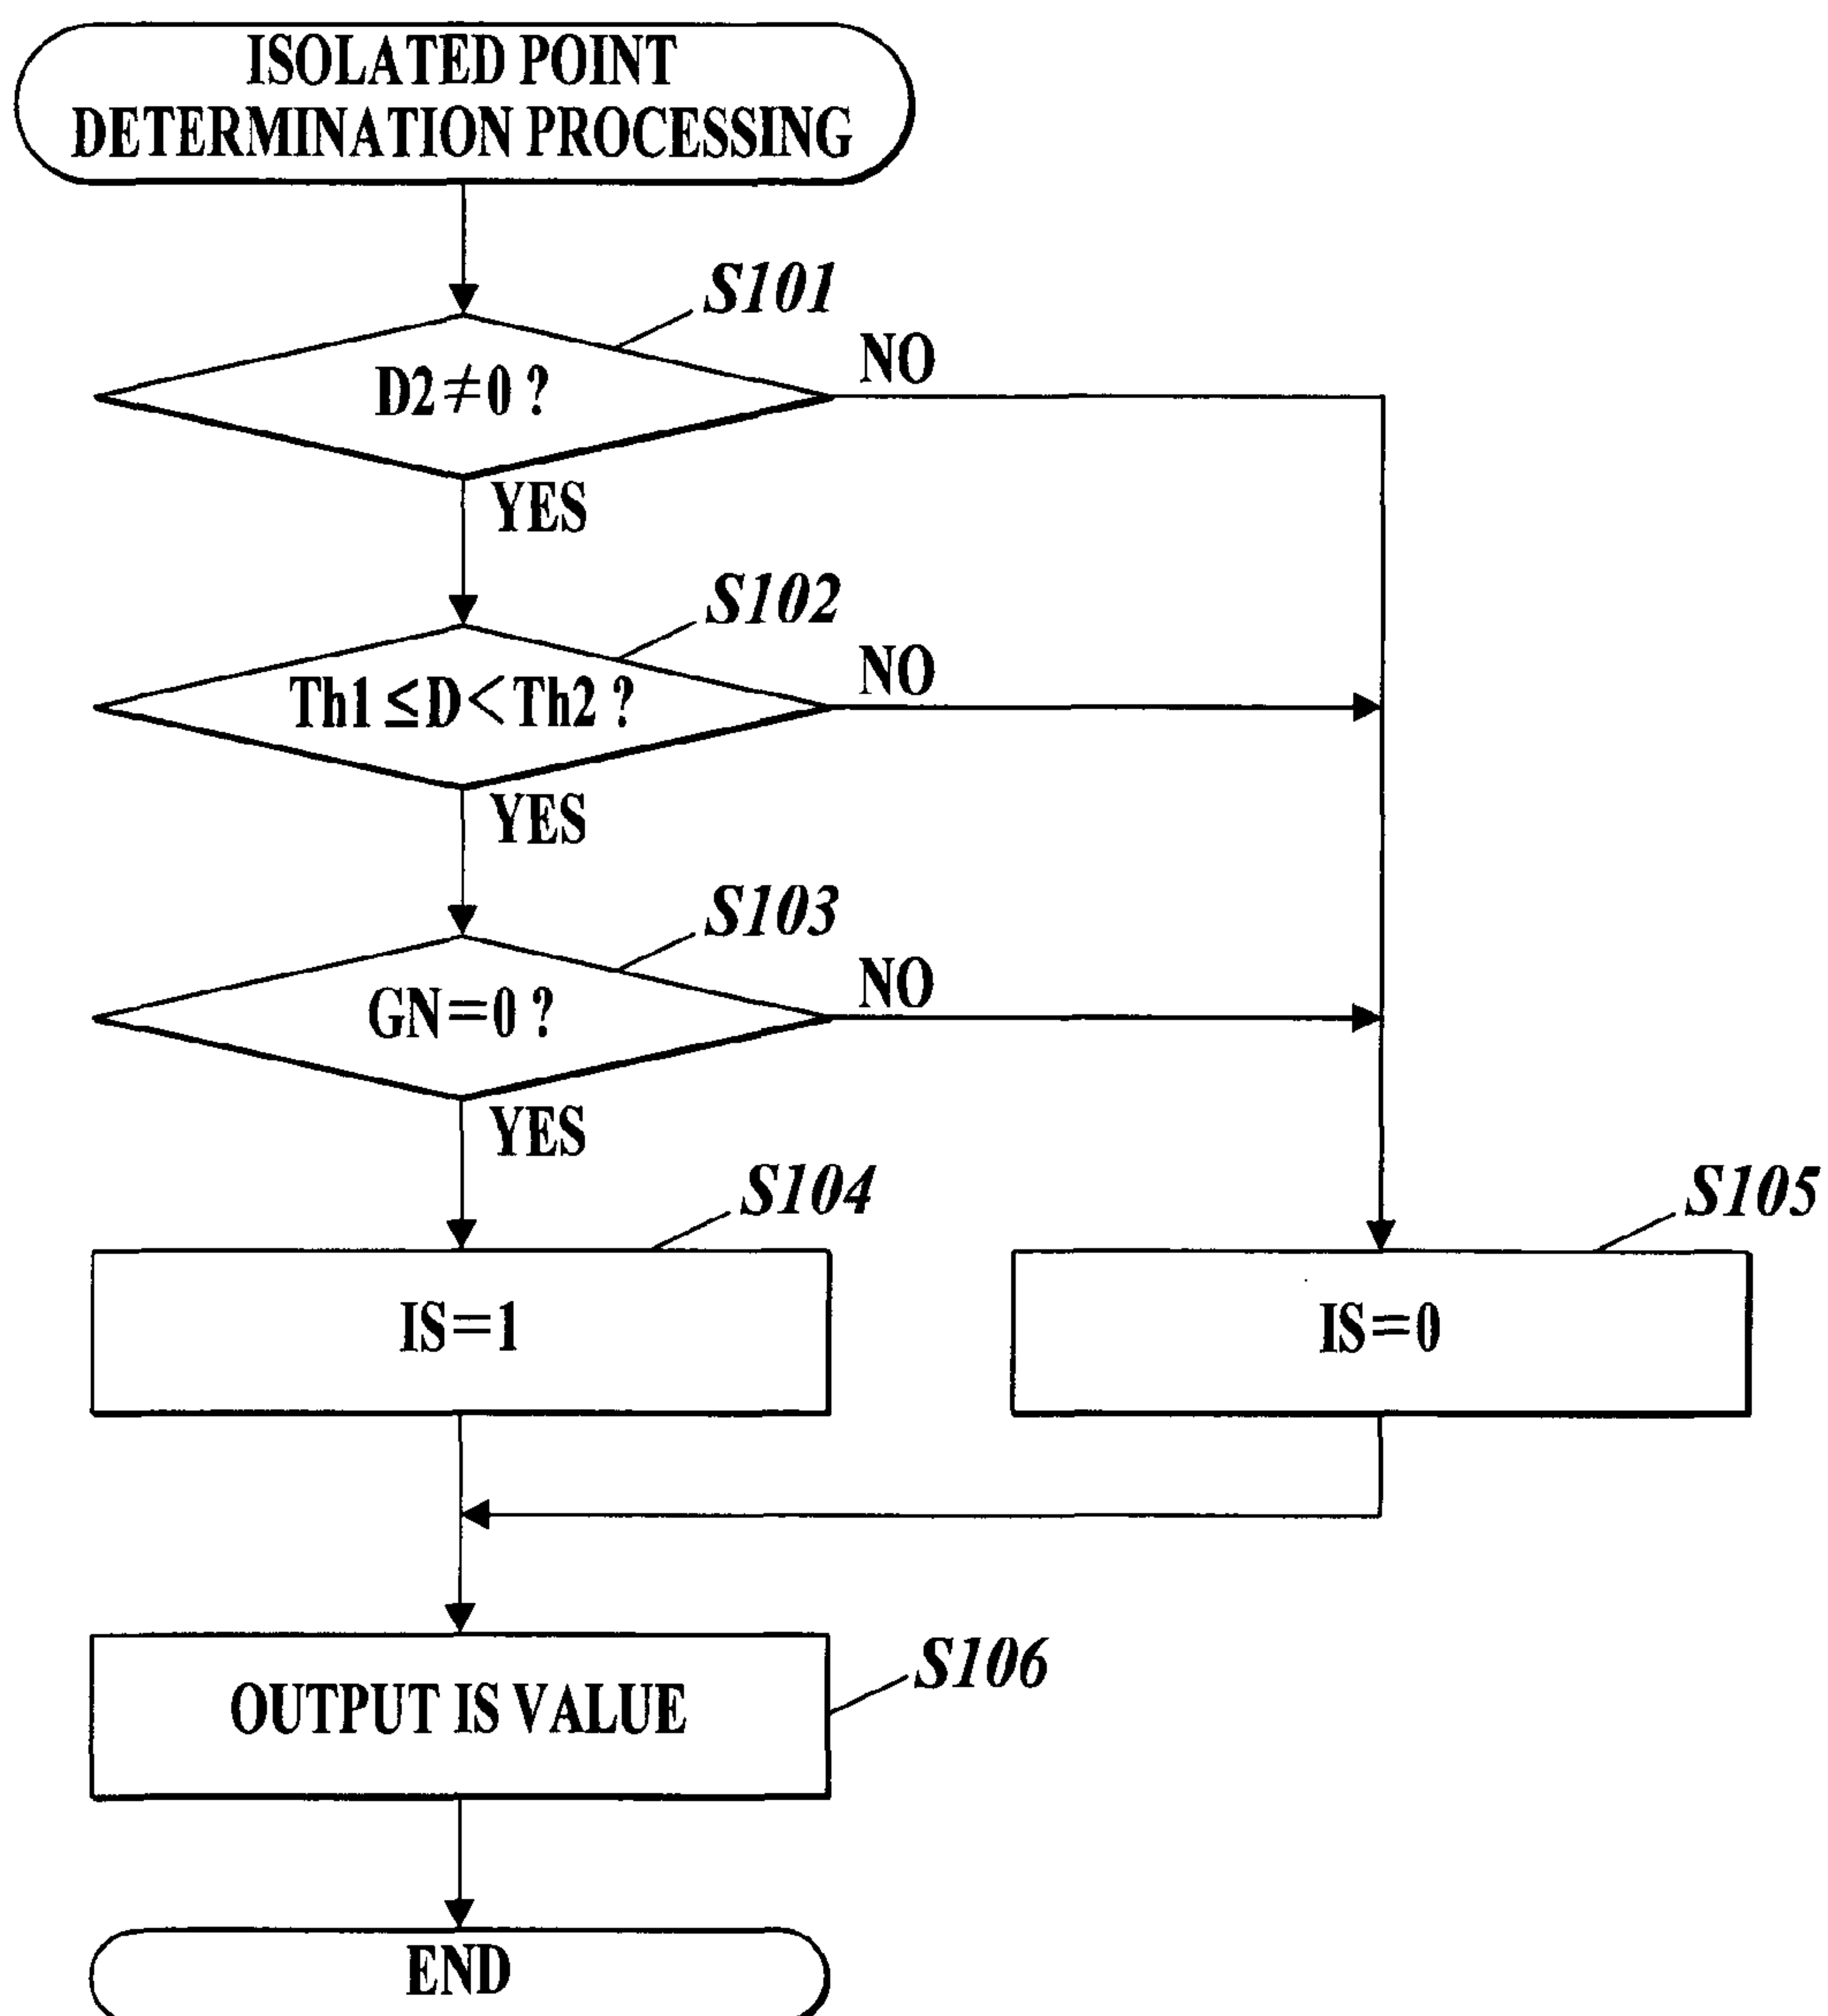 ISOLATED POINT
DETERMINATION PROCESSING
S101
D2≠0 ?
NO
YES
S102
Th1≤D<Th2 ?
NO
YES
S103
GN=0 ?
NO
YES
S104
IS=1
S105
IS=0
S106
OUTPUT IS VALUE
END